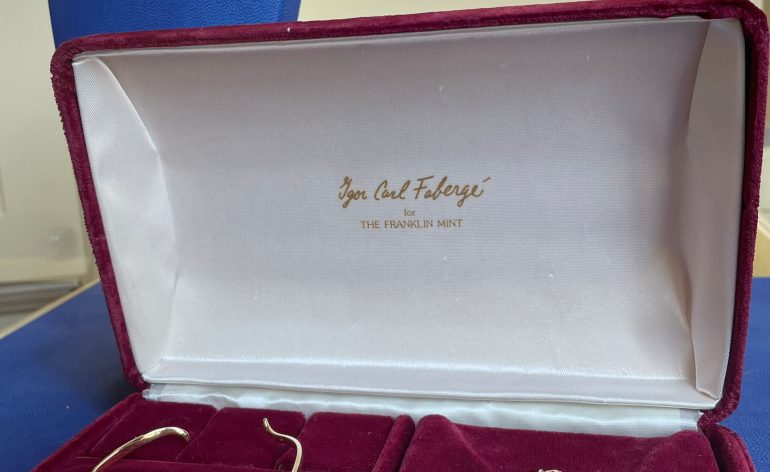 Igor Carl Fabergé
for
THE FRANKLIN MINT